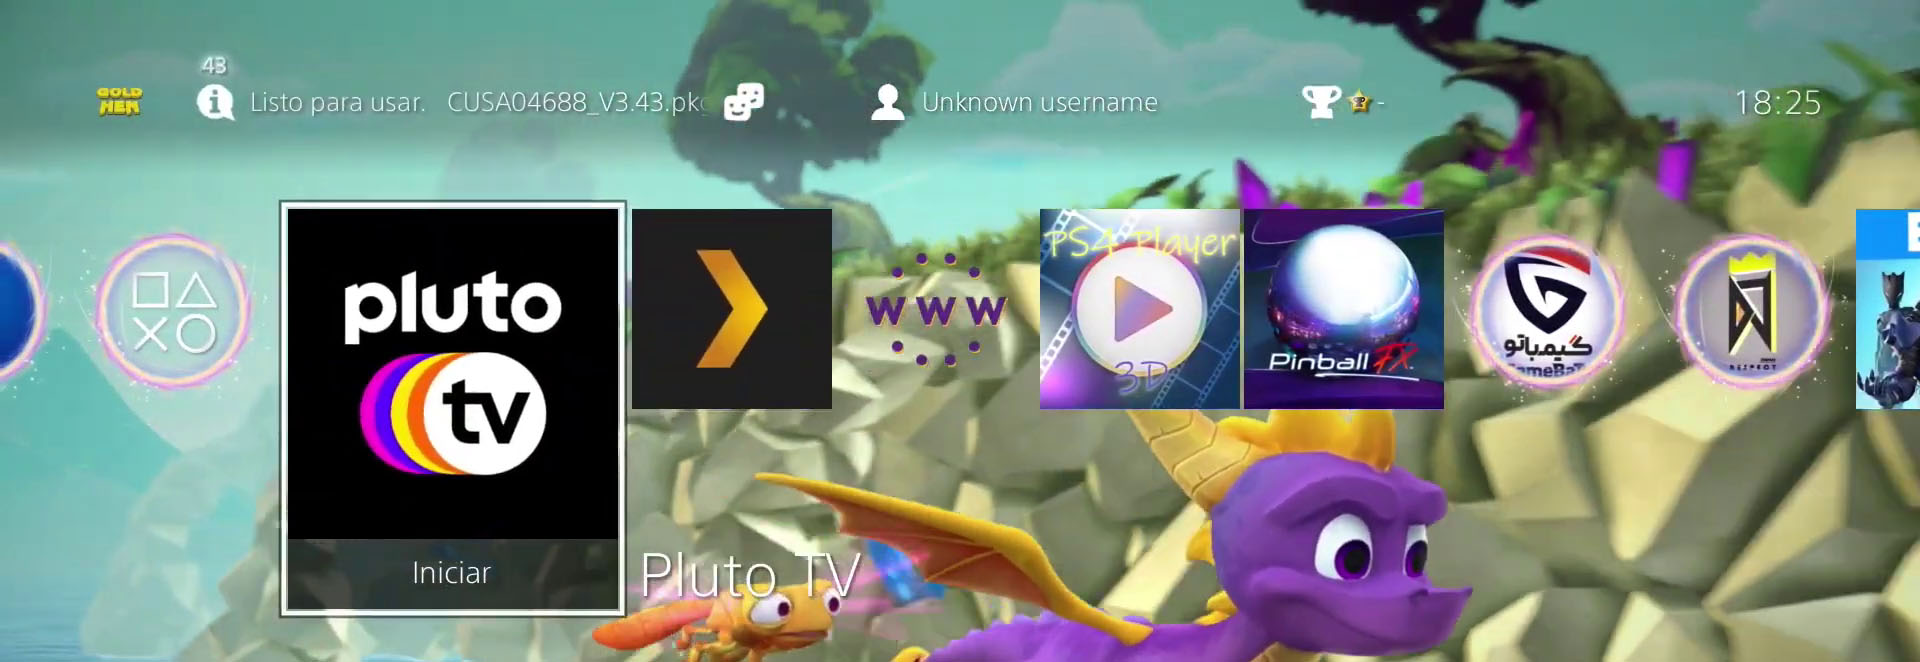 43
GOLD
HEN
Listo para usar. CUSA04688_V3.43.pk
Unknown username
18:25
pluto
tv
Iniciar
Pluto TV
www
PS4 Player
3D
Pinball FX
گیمباتو
RESPECT